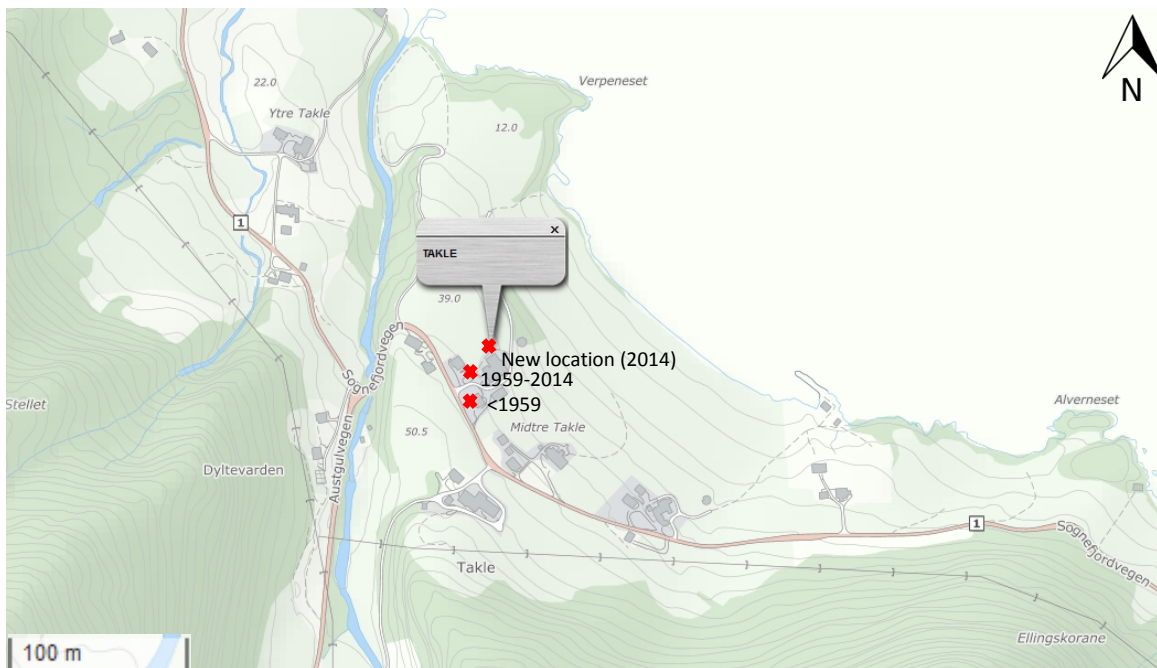 N
Verpeneset
22.0
Ytre Takle
12.0
1
x
TAKLE
39.0
Sognefjordvegen
New location (2014)
1959-2014
<1959
Stellet
Alverneset
50.5
Midtre Takle
Dyltevarden
Austgulvegen
1
Sognefjordvegen
Takle
Ellingskorane
100 m